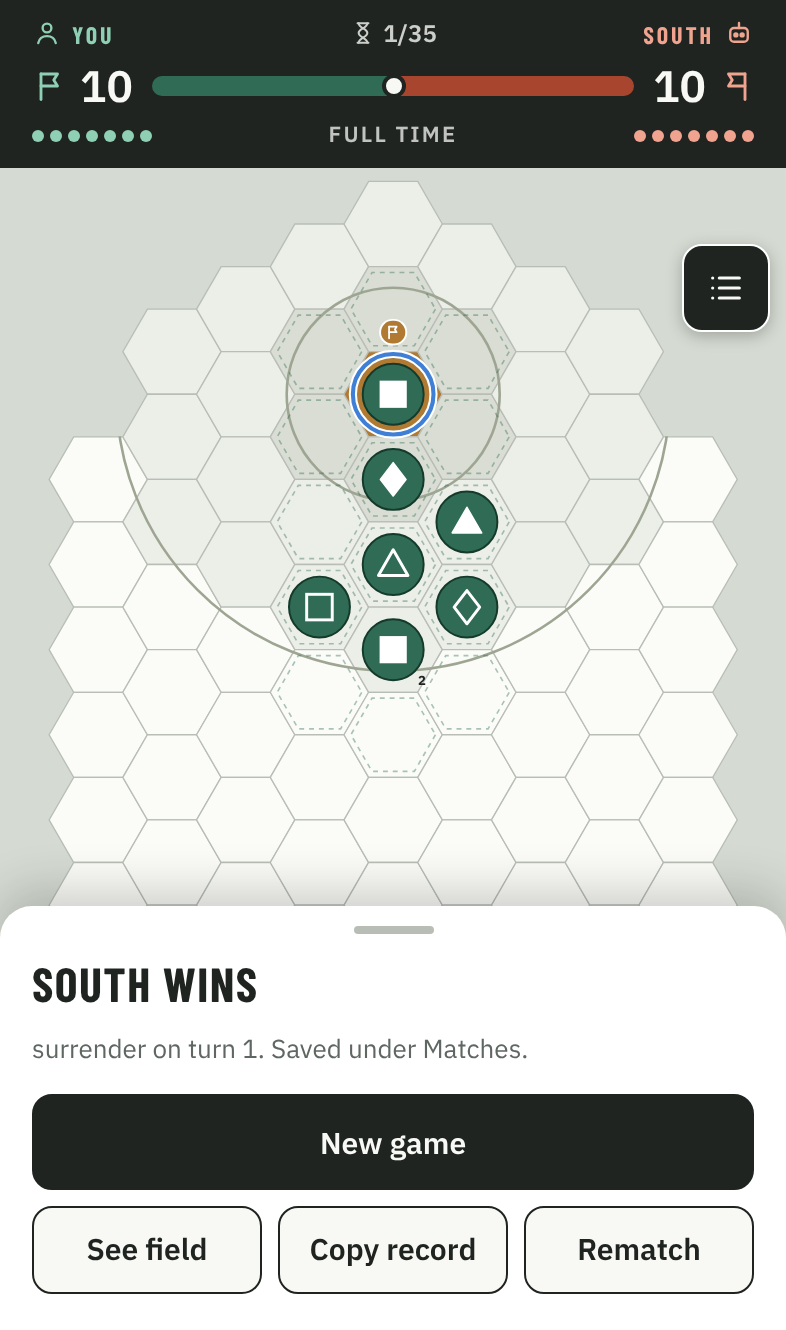 YOU
1/35
SOUTH
10
10
FULL TIME
2
SOUTH WINS
surrender on turn 1. Saved under Matches.
New game
See field
Copy record
Rematch